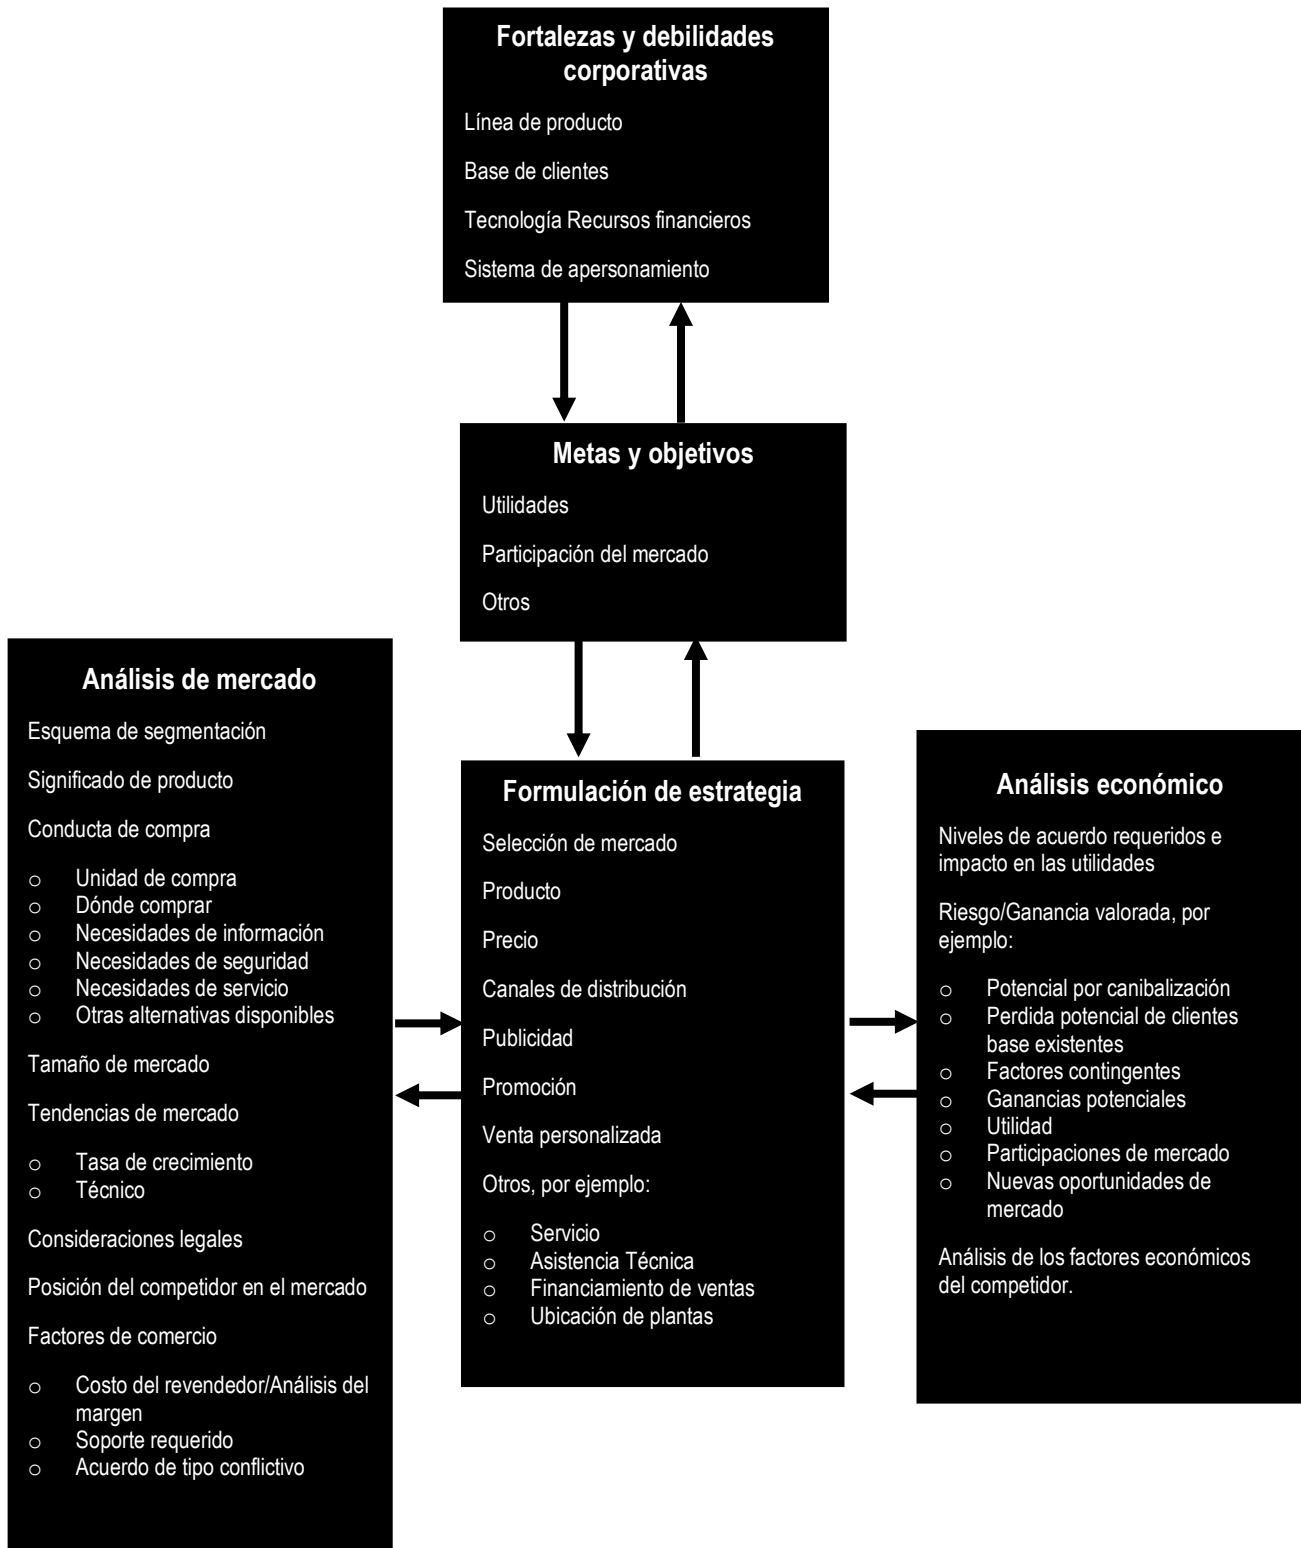 Fortalezas y debilidades
corporativas
Línea de producto
Base de clientes
Tecnología Recursos financieros
Sistema de apersonamiento
Metas y objetivos
Utilidades
Participación del mercado
Otros
Análisis de mercado
Esquema de segmentación
Significado de producto
Conducta de compra
o Unidad de compra
o Dónde comprar
o Necesidades de información
o Necesidades de seguridad
o Necesidades de servicio
o Otras alternativas disponibles
Tamaño de mercado
Tendencias de mercado
o Tasa de crecimiento
o Técnico
Consideraciones legales
Posición del competidor en el mercado
Factores de comercio
o Costo del revendedor/Análisis del
margen
o Soporte requerido
o Acuerdo de tipo conflictivo
Formulación de estrategia
Selección de mercado
Producto
Precio
Canales de distribución
Publicidad
Promoción
Venta personalizada
Otros, por ejemplo:
o Servicio
o Asistencia Técnica
o Financiamiento de ventas
o Ubicación de plantas
Análisis económico
Niveles de acuerdo requeridos e
impacto en las utilidades
Riesgo/Ganancia valorada, por
ejemplo:
o Potencial por canibalización
o Perdida potencial de clientes
base existentes
o Factores contingentes
o Ganancias potenciales
o Utilidad
o Participaciones de mercado
o Nuevas oportunidades de
mercado
Análisis de los factores económicos
del competidor.